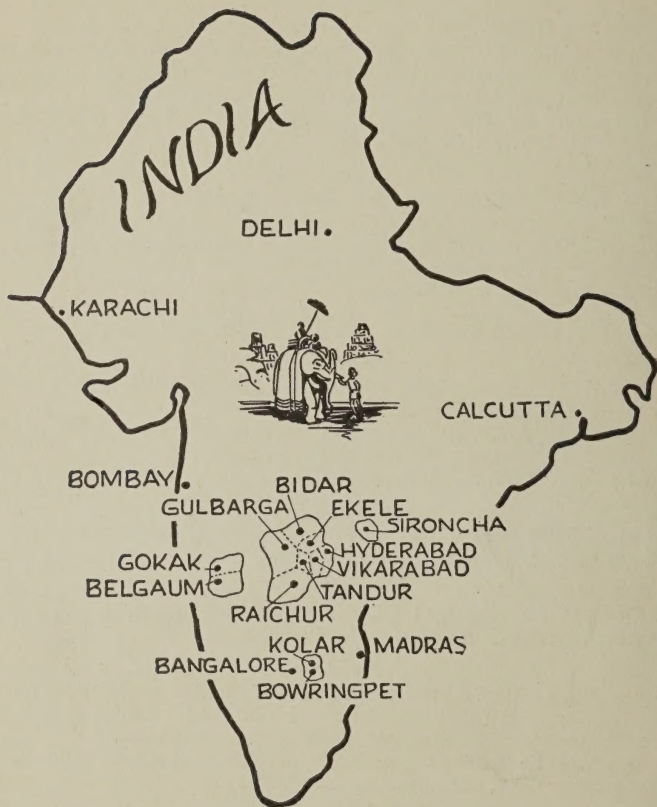 INDIA
DELHI
KARACHI
CALCUTTA
BOMBAY
BIDAR
GULBARGA
EKELE
SIRONCHA
HYDERABAD
GOKAK
VIKARABAD
BELGAUM
TANDUR
RAICHUR
KOLAR
MADRAS
BANGALORE
BOWRINGPET